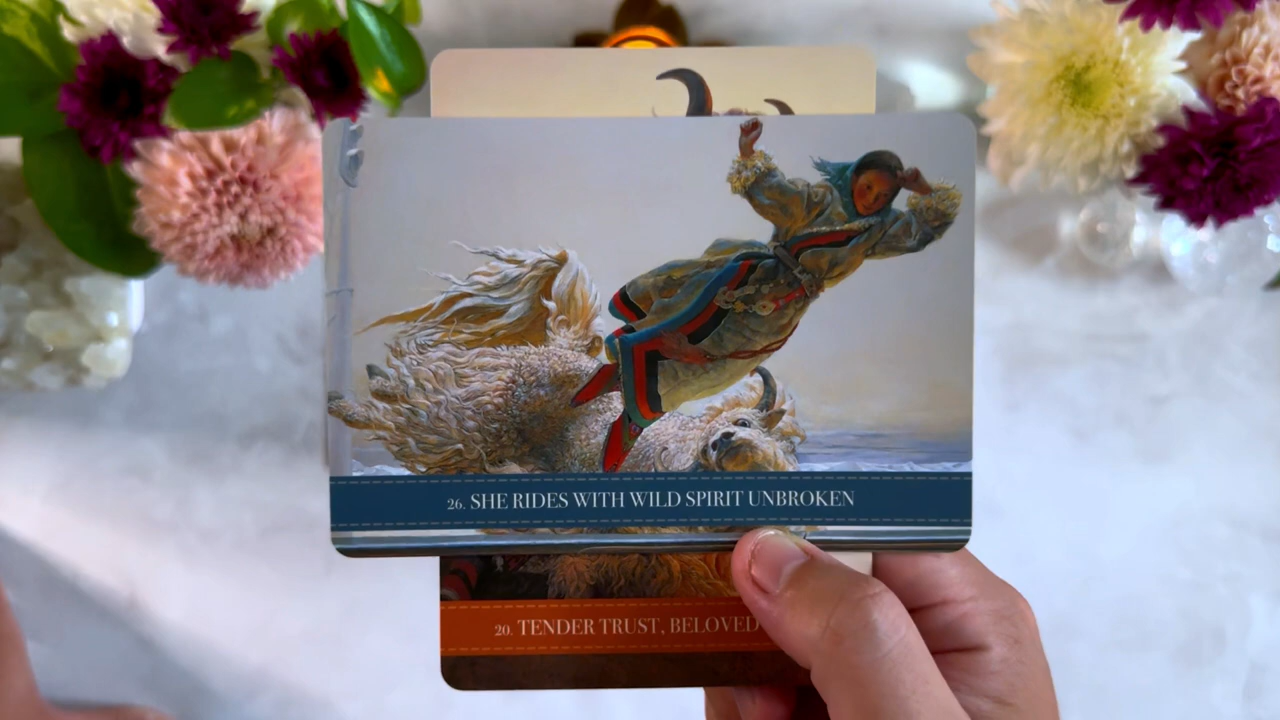 26. SHE RIDES WITH WILD SPIRIT UNBROKEN
20. TENDER TRUST, BELOVED